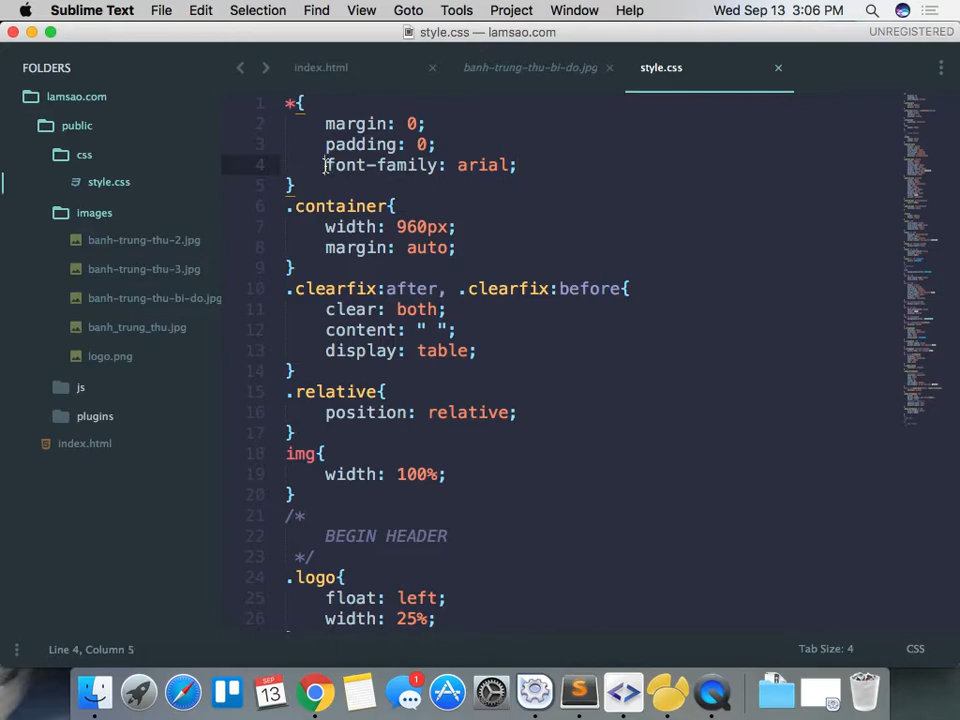 Sublime Text File Edit Selection Find View Goto Tools Project Window Help Wed Sep 13 3:06 PM
style.css — lamsao.com UNREGISTERED
FOLDERS
lamsao.com
public
css
style.css
images
banh-trung-thu-2.jpg
banh-trung-thu-3.jpg
banh-trung-thu-bi-do.jpg
banh_trung_thu.jpg
logo.png
js
plugins
index.html
index.html × banh-trung-thu-bi-do.jpg × style.css ×
1 *{
2 margin: 0;
3 padding: 0;
4 font-family: arial;
5 }
6 .container{
7 width: 960px;
8 margin: auto;
9 }
10 .clearfix:after, .clearfix:before{
11 clear: both;
12 content: " ";
13 display: table;
14 }
15 .relative{
16 position: relative;
17 }
18 img{
19 width: 100%;
20 }
21 /*
22 BEGIN HEADER
23 */
24 .logo{
25 float: left;
26 width: 25%;
Line 4, Column 5 Tab Size: 4 CSS
SEP
13
1